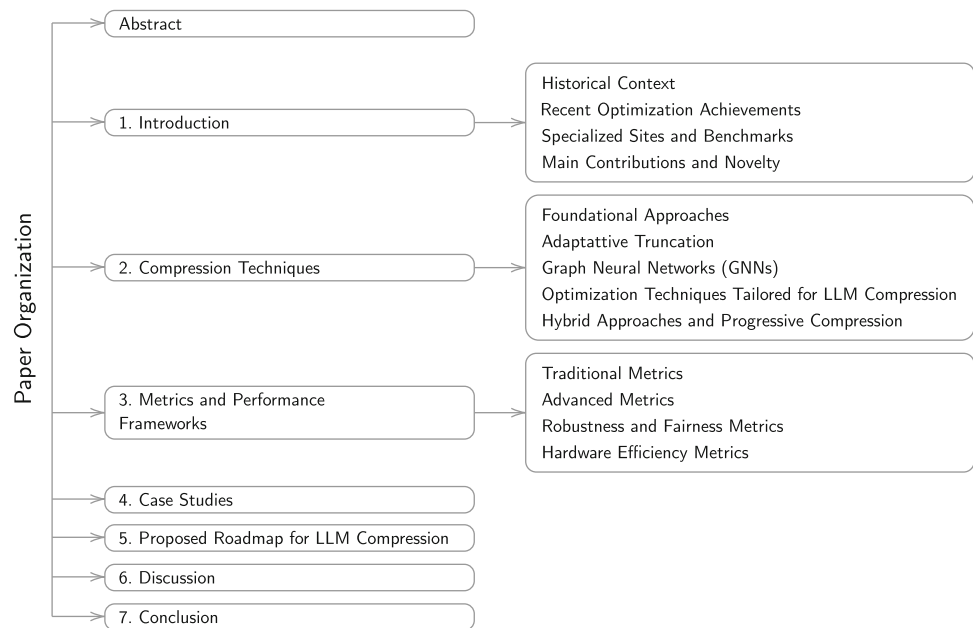 Paper Organization
Abstract
1. Introduction
Historical Context
Recent Optimization Achievements
Specialized Sites and Benchmarks
Main Contributions and Novelty
2. Compression Techniques
Foundational Approaches
Adaptattive Truncation
Graph Neural Networks (GNNs)
Optimization Techniques Tailored for LLM Compression
Hybrid Approaches and Progressive Compression
3. Metrics and Performance
Frameworks
Traditional Metrics
Advanced Metrics
Robustness and Fairness Metrics
Hardware Efficiency Metrics
4. Case Studies
5. Proposed Roadmap for LLM Compression
6. Discussion
7. Conclusion